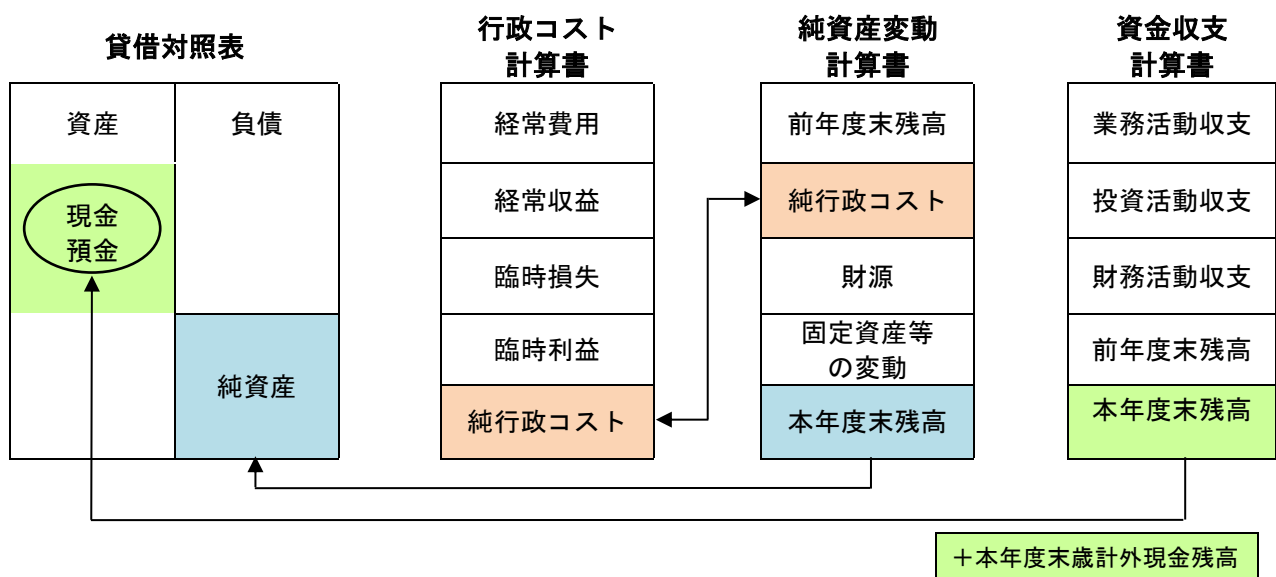 貸借対照表
資産
負債
現金
預金
純資産
行政コスト
計算書
経常費用
経常収益
臨時損失
臨時利益
純行政コスト
純資産変動
計算書
前年度末残高
純行政コスト
財源
固定資産等
の変動
本年度末残高
資金収支
計算書
業務活動収支
投資活動収支
財務活動収支
前年度末残高
本年度末残高
＋本年度末歳計外現金残高